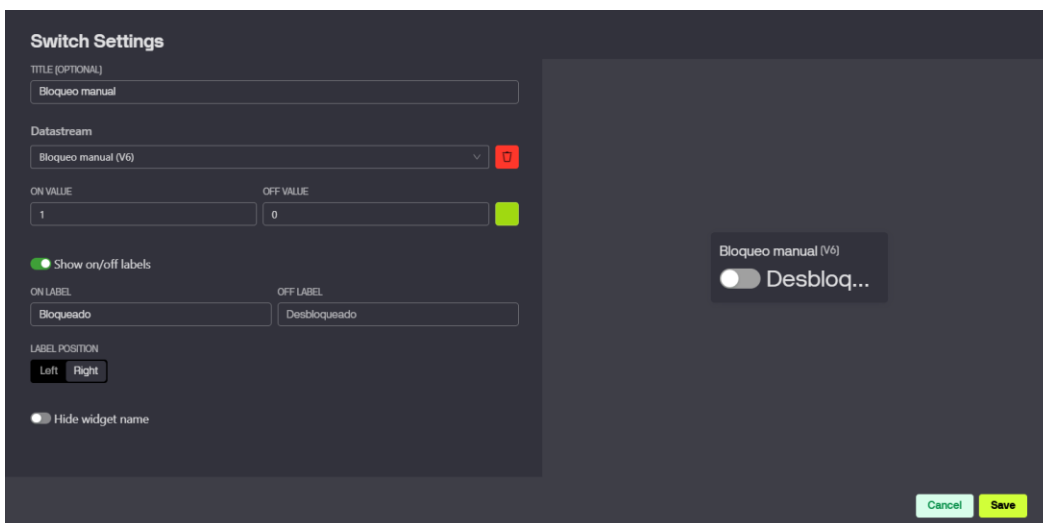 Switch Settings
TITLE (OPTIONAL)
Bloqueo manual
Datastream
Bloqueo manual (V6)
ON VALUE OFF VALUE
1 0
Show on/off labels
ON LABEL OFF LABEL
Bloqueado Desbloqueado
LABEL POSITION
Left Right
Hide widget name
Bloqueo manual (V6)
Desbloq...
Cancel Save